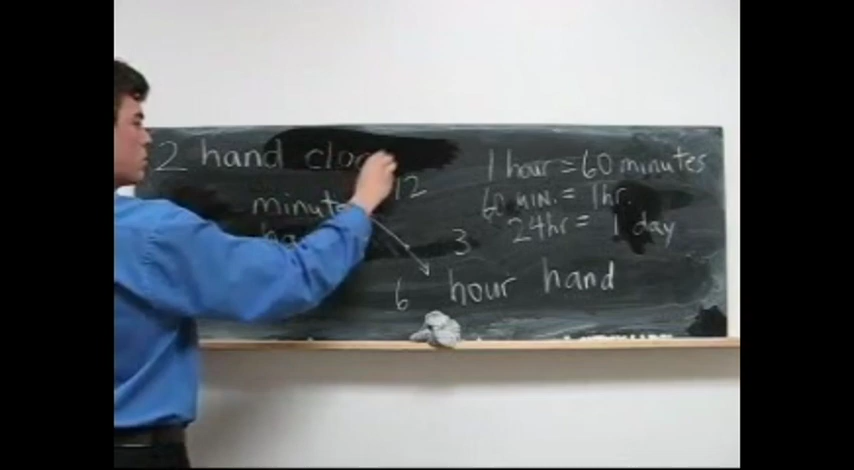 2 hand cloc
12
minute
3
6
hour hand
1 hour = 60 minutes
60 MIN. = 1hr.
24hr = 1 day